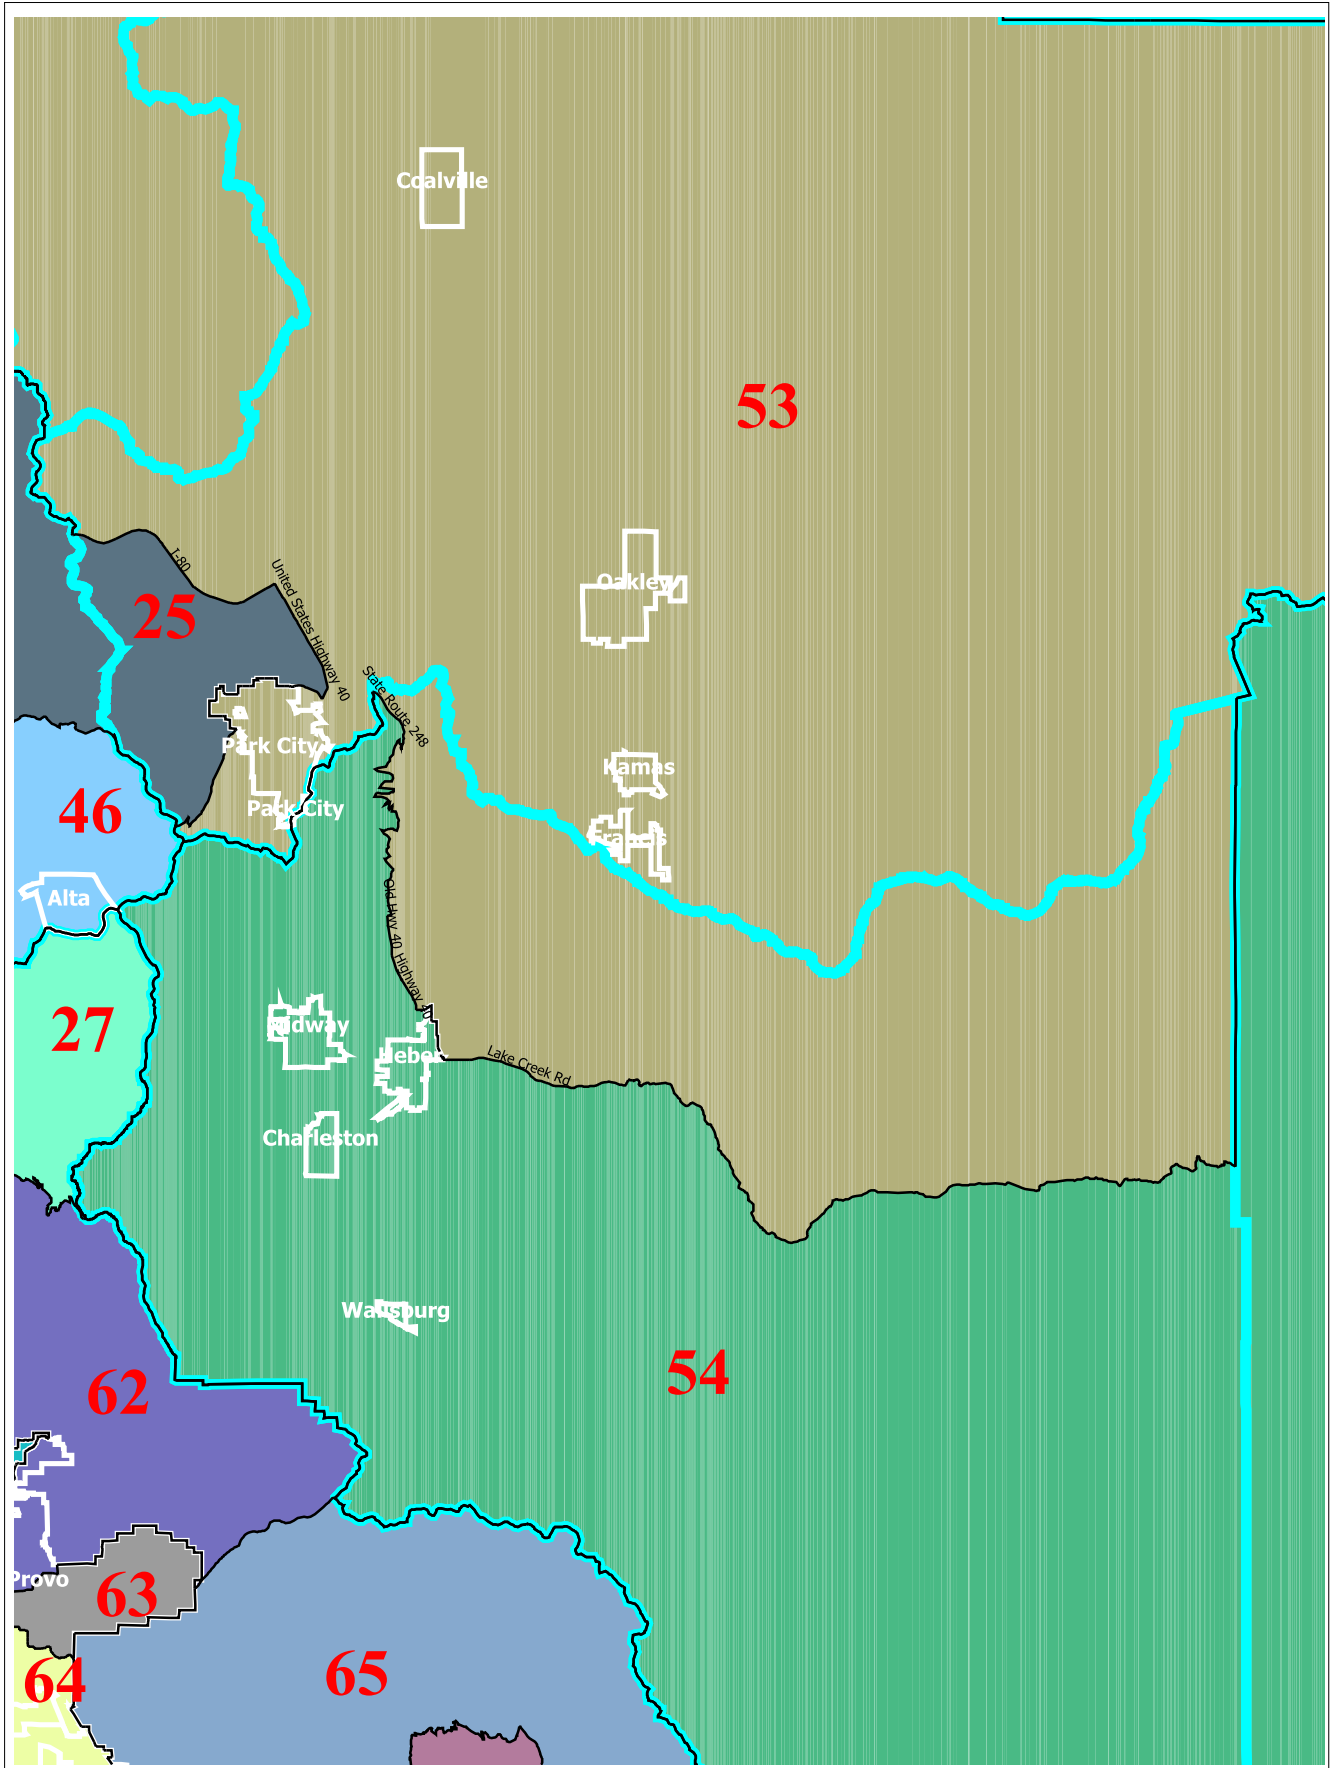 Coalville
53
I-80
United States Highway 40
Oakley
25
State Route 248
Park City
Kamas
46
Park City
Francis
Alta
Old Hwy 40 Highway 40
27
Midway
Heber
Lake Creek Rd
Charleston
Wallsburg
54
62
Provo
63
65
64